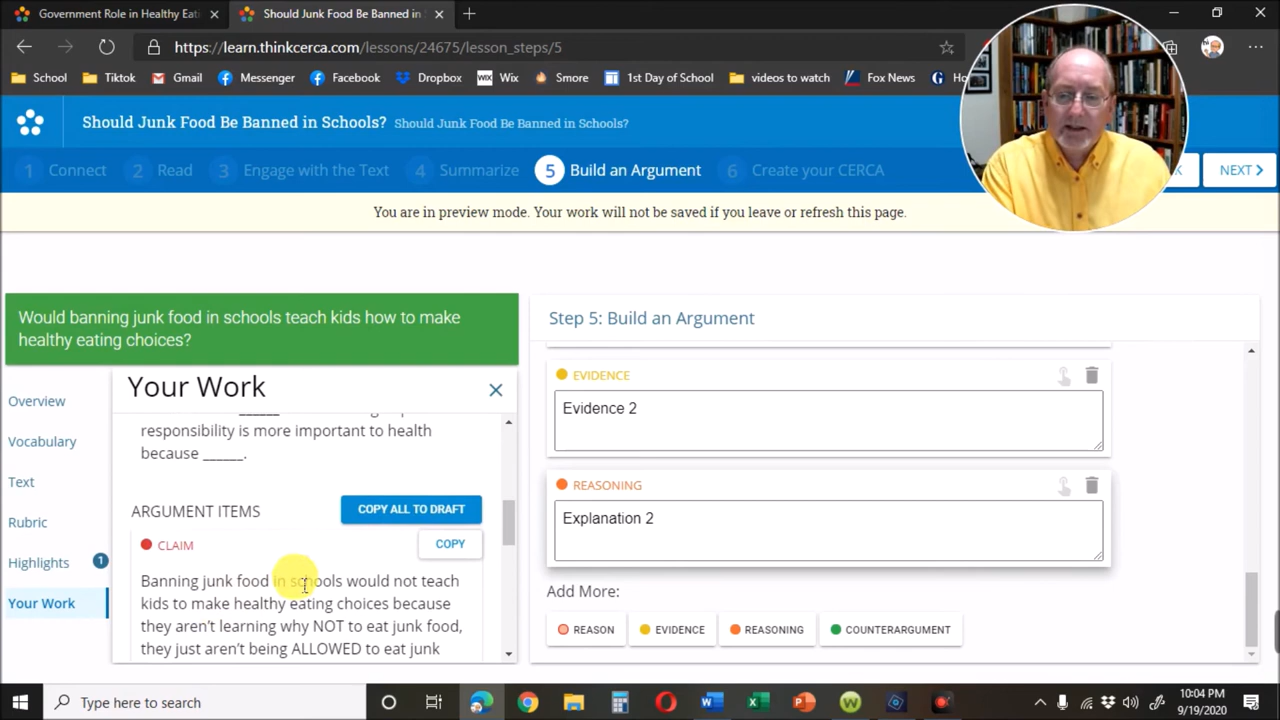 Government Role in Healthy Eati
Should Junk Food Be Banned in S
https://learn.thinkcerca.com/lessons/24675/lesson_steps/5
School
Tiktok
Gmail
Messenger
Facebook
Dropbox
WIX Wix
Smore
1st Day of School
videos to watch
Fox News
Ho
Should Junk Food Be Banned in Schools? Should Junk Food Be Banned in Schools?
1 Connect
2 Read
3 Engage with the Text
4 Summarize
5 Build an Argument
6 Create your CERCA
NEXT
You are in preview mode. Your work will not be saved if you leave or refresh this page.
Would banning junk food in schools teach kids how to make
healthy eating choices?
Overview
Vocabulary
Text
Rubric
Highlights 1
Your Work
Your Work
responsibility is more important to health
because ______.
ARGUMENT ITEMS
COPY ALL TO DRAFT
CLAIM
COPY
Banning junk food in schools would not teach
kids to make healthy eating choices because
they aren't learning why NOT to eat junk food,
they just aren't being ALLOWED to eat junk
Step 5: Build an Argument
EVIDENCE
Evidence 2
REASONING
Explanation 2
Add More:
REASON
EVIDENCE
REASONING
COUNTERARGUMENT
Type here to search
10:04 PM
9/19/2020